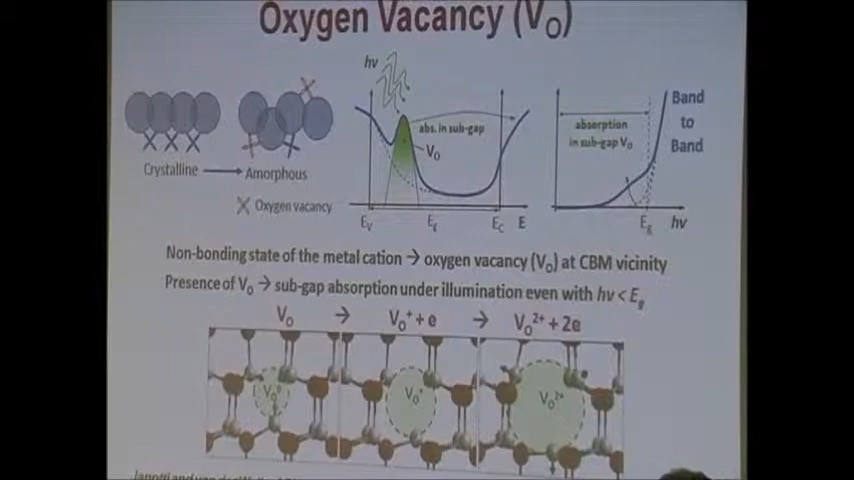 Oxygen Vacancy (VO)
hν
abs. in sub-gap
VO
EV
Eg
EC
E
absorption
in sub-gap VO
Band
to
Band
Eg
hν
Crystalline
Amorphous
Oxygen vacancy
Non-bonding state of the metal cation → oxygen vacancy (VO) at CBM vicinity
Presence of VO → sub-gap absorption under illumination even with hν < Eg
VO → VO+ + e → VO2+ + 2e
VO0
VO+
VO2+